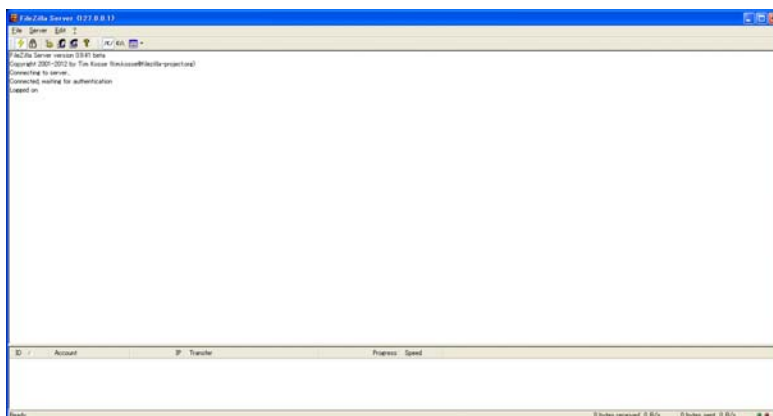 FileZilla Server (127.0.0.1)
File Server Edit ?
FileZilla Server version 0.9.41 beta
Copyright 2001-2012 by Tim Kosse (tim.kosse@filezilla-project.org)
Connecting to server...
Connected, waiting for authentication
Logged on
ID / Account IP Transfer Progress Speed
Ready 0 bytes received 0 B/s 0 bytes sent 0 B/s